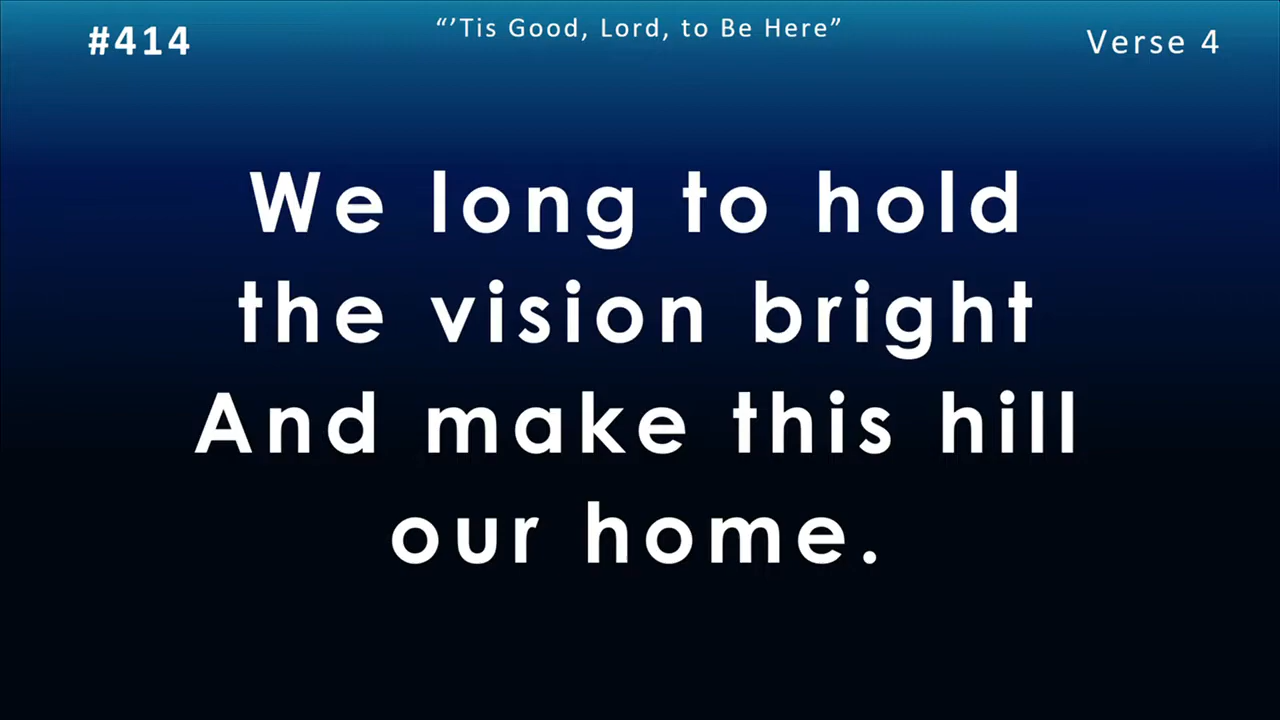 #414
“’Tis Good, Lord, to Be Here”
Verse 4
We long to hold
the vision bright
And make this hill
our home.